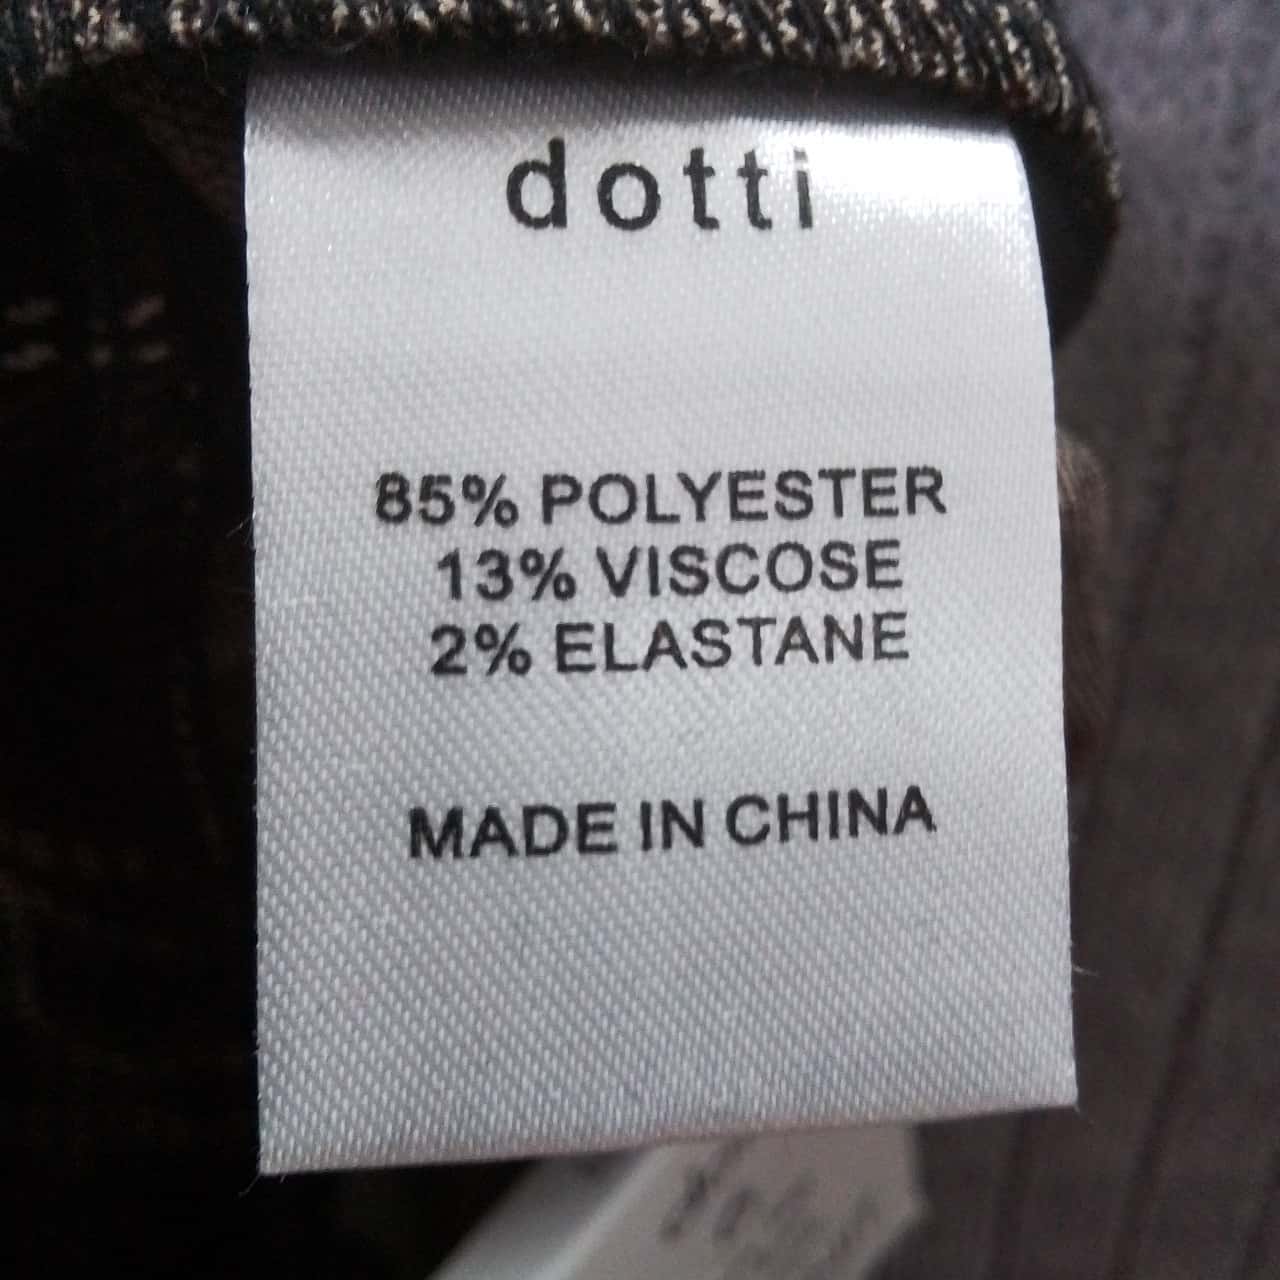 dotti
85% POLYESTER
13% VISCOSE
2% ELASTANE
MADE IN CHINA